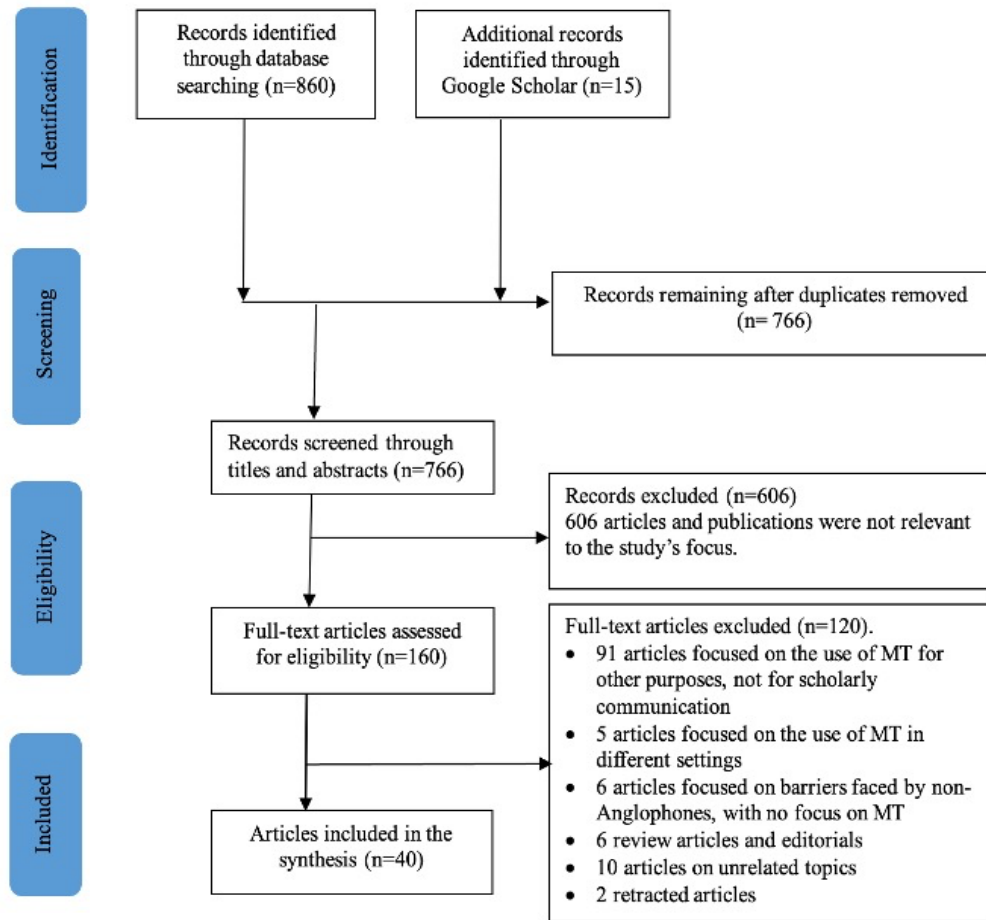 Identification
Records identified
through database
searching (n=860)
Additional records
identified through
Google Scholar (n=15)
Screening
Records remaining after duplicates removed
(n= 766)
Records screened through
titles and abstracts (n=766)
Eligibility
Records excluded (n=606)
606 articles and publications were not relevant
to the study’s focus.
Full-text articles assessed
for eligibility (n=160)
Full-text articles excluded (n=120).
• 91 articles focused on the use of MT for
other purposes, not for scholarly
communication
• 5 articles focused on the use of MT in
different settings
• 6 articles focused on barriers faced by non-
Anglophones, with no focus on MT
• 6 review articles and editorials
• 10 articles on unrelated topics
• 2 retracted articles
Included
Articles included in the
synthesis (n=40)